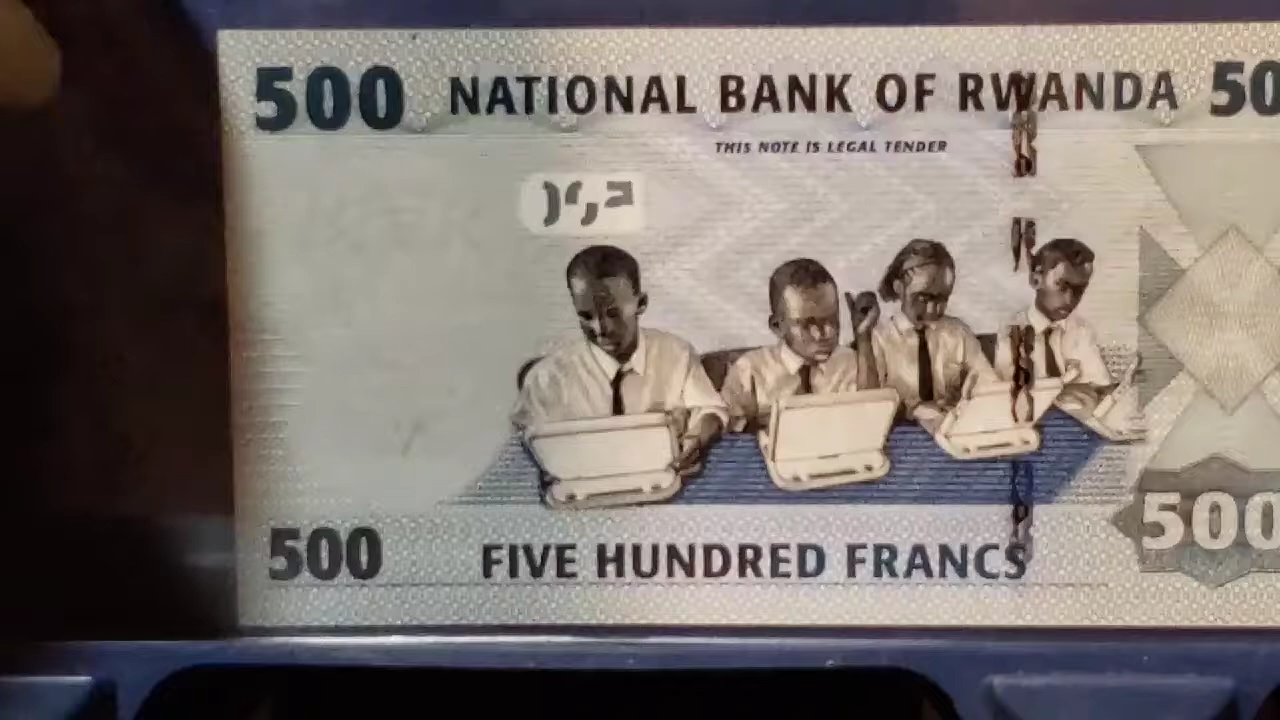 500 NATIONAL BANK OF RWANDA 50
THIS NOTE IS LEGAL TENDER
500
500 FIVE HUNDRED FRANCS